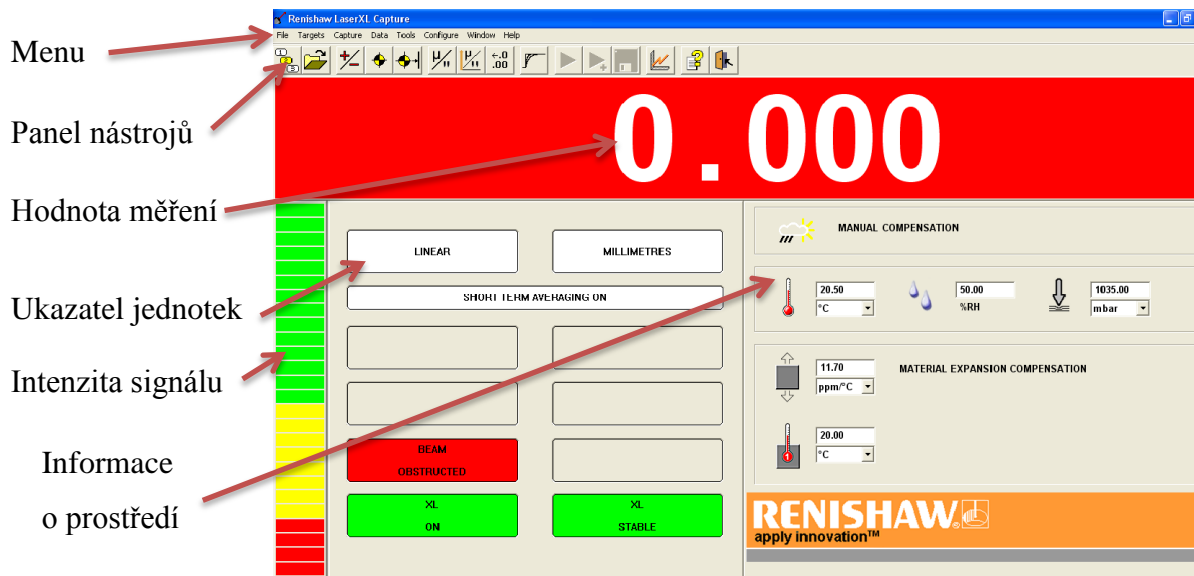 Renishaw LaserXL Capture
File Targets Capture Data Tools Configure Window Help
Menu
Panel nástrojů
Hodnota měření
Ukazatel jednotek
Intenzita signálu
Informace
o prostředí
0.000
LINEAR
MILLIMETRES
SHORT TERM AVERAGING ON
BEAM
OBSTRUCTED
XL
ON
XL
STABLE
MANUAL COMPENSATION
20.50
°C
50.00
%RH
1035.00
mbar
11.70
ppm/°C
MATERIAL EXPANSION COMPENSATION
20.00
°C
1
RENISHAW
apply innovation™